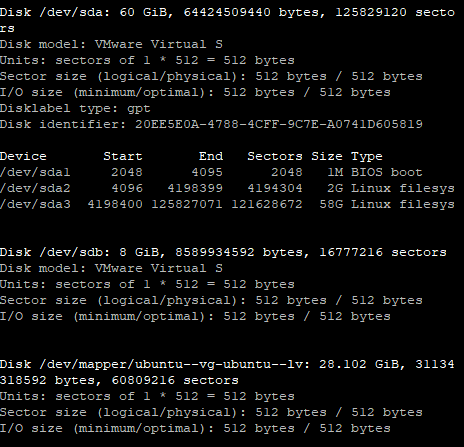 Disk /dev/sda: 60 GiB, 64424509440 bytes, 125829120 secto
rs
Disk model: VMware Virtual S
Units: sectors of 1 * 512 = 512 bytes
Sector size (logical/physical): 512 bytes / 512 bytes
I/O size (minimum/optimal): 512 bytes / 512 bytes
Disklabel type: gpt
Disk identifier: 20EE5E0A-4788-4CFF-9C7E-A0741D605819
Device Start End Sectors Size Type
/dev/sda1 2048 4095 2048 1M BIOS boot
/dev/sda2 4096 4198399 4194304 2G Linux filesys
/dev/sda3 4198400 125827071 121628672 58G Linux filesys
Disk /dev/sdb: 8 GiB, 8589934592 bytes, 16777216 sectors
Disk model: VMware Virtual S
Units: sectors of 1 * 512 = 512 bytes
Sector size (logical/physical): 512 bytes / 512 bytes
I/O size (minimum/optimal): 512 bytes / 512 bytes
Disk /dev/mapper/ubuntu--vg-ubuntu--lv: 28.102 GiB, 31134
318592 bytes, 60809216 sectors
Units: sectors of 1 * 512 = 512 bytes
Sector size (logical/physical): 512 bytes / 512 bytes
I/O size (minimum/optimal): 512 bytes / 512 bytes